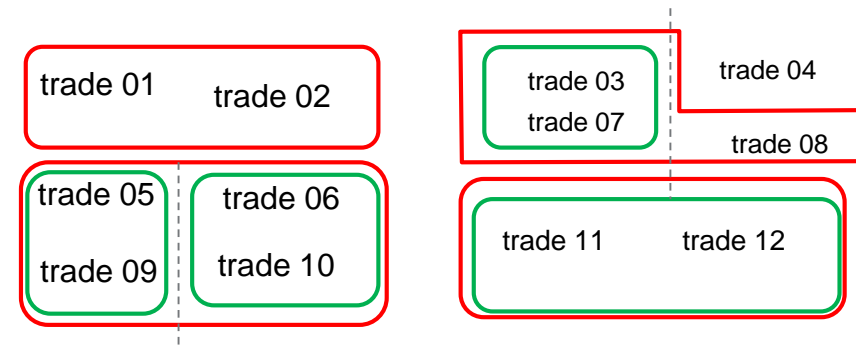 trade 01
trade 02
trade 05
trade 06
trade 09
trade 10
trade 03
trade 07
trade 04
trade 08
trade 11
trade 12